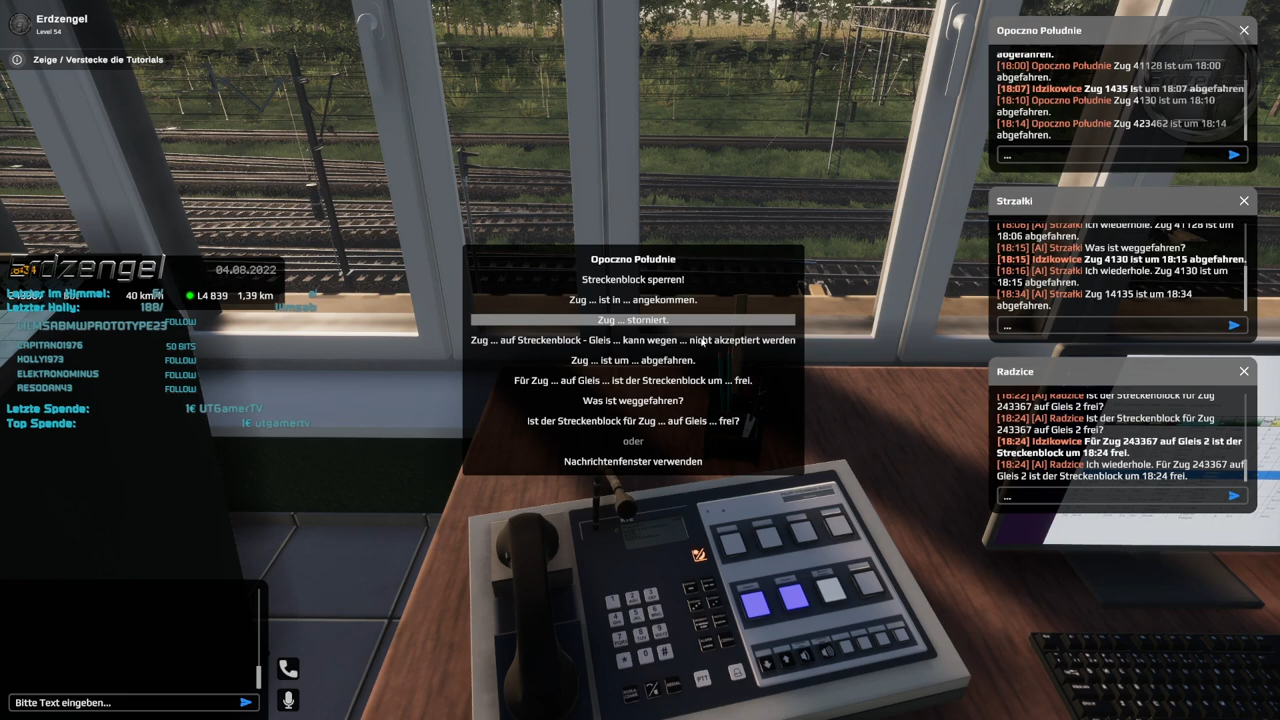 Erdzengel
Level 54
Zeige / Verstecke die Tutorials
Erdzengel
04.08.2022
40 km/h
L4 839
1,39 km
Letzter im Himmel:
Letzter Holly:
188/
FOLLOW
CAPITANO1976
50 BITS
HOLLY1973
FOLLOW
ELEKTRONOMINUS
FOLLOW
RESODAN43
FOLLOW
Letzte Spende:
1€ UTGamerTV
Top Spende:
1€ utgamertv
Bitte Text eingeben...
Opoczno Południe
Streckenblock sperren!
Zug ... ist in ... angekommen.
Zug ... storniert.
Zug ... auf Streckenblock - Gleis ... kann wegen ... nicht akzeptiert werden
Zug ... ist um ... abgefahren.
Für Zug ... auf Gleis ... ist der Streckenblock um ... frei.
Was ist weggefahren?
Ist der Streckenblock für Zug ... auf Gleis ... frei?
oder
Nachrichtenfenster verwenden
PTT
Opoczno Południe
abgefahren.
[18:00] Opoczno Południe Zug 41128 ist um 18:00
abgefahren.
[18:07] Idzikowice Zug 1435 ist um 18:07 abgefahren
[18:10] Opoczno Południe Zug 4130 ist um 18:10
abgefahren.
[18:14] Opoczno Południe Zug 423462 ist um 18:14
abgefahren.
...
Strzałki
[18:06] [AI] Strzałki Ich wiederhole. Zug 41128 ist um
18:06 abgefahren.
[18:15] [AI] Strzałki Was ist weggefahren?
[18:15] Idzikowice Zug 4130 ist um 18:15 abgefahren.
[18:16] [AI] Strzałki Ich wiederhole. Zug 4130 ist um
18:15 abgefahren.
[18:34] [AI] Strzałki Zug 14135 ist um 18:34
abgefahren.
...
Radzice
[18:22] [AI] Radzice Ist der Streckenblock für Zug
243367 auf Gleis 2 frei?
[18:24] [AI] Radzice Ist der Streckenblock für Zug
243367 auf Gleis 2 frei?
[18:24] Idzikowice Für Zug 243367 auf Gleis 2 ist der
Streckenblock um 18:24 frei.
[18:24] [AI] Radzice Ich wiederhole. Für Zug 243367 auf
Gleis 2 ist der Streckenblock um 18:24 frei.
...